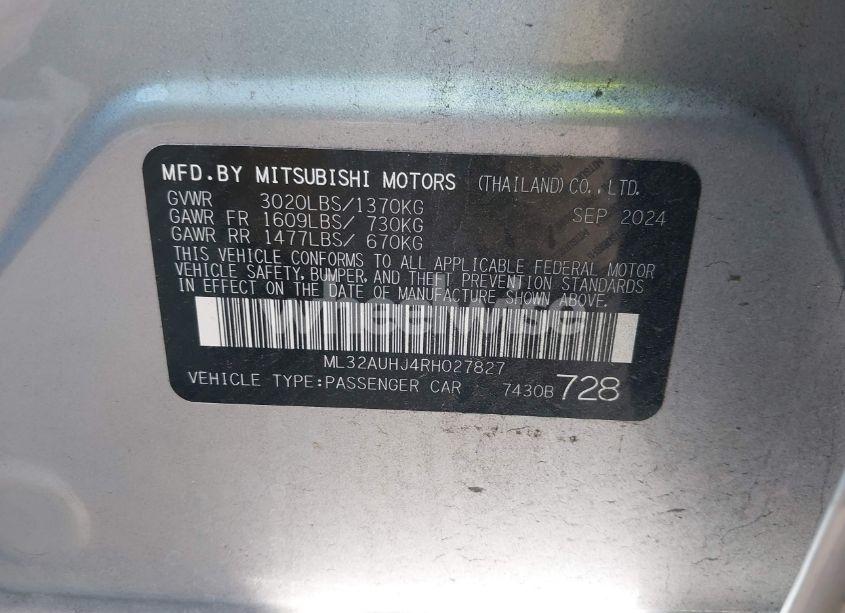 MFD.BY MITSUBISHI MOTORS (THAILAND) CO.,LTD.
GVWR 3020LBS/1370KG SEP 2024
GAWR FR 1609LBS/ 730KG
GAWR RR 1477LBS/ 670KG
THIS VEHICLE CONFORMS TO ALL APPLICABLE FEDERAL MOTOR
VEHICLE SAFETY, BUMPER, AND THEFT PREVENTION STANDARDS
IN EFFECT ON THE DATE OF MANUFACTURE SHOWN ABOVE.
wheelwise
ML32AUHJ4RH027827
VEHICLE TYPE:PASSENGER CAR 7430B 728